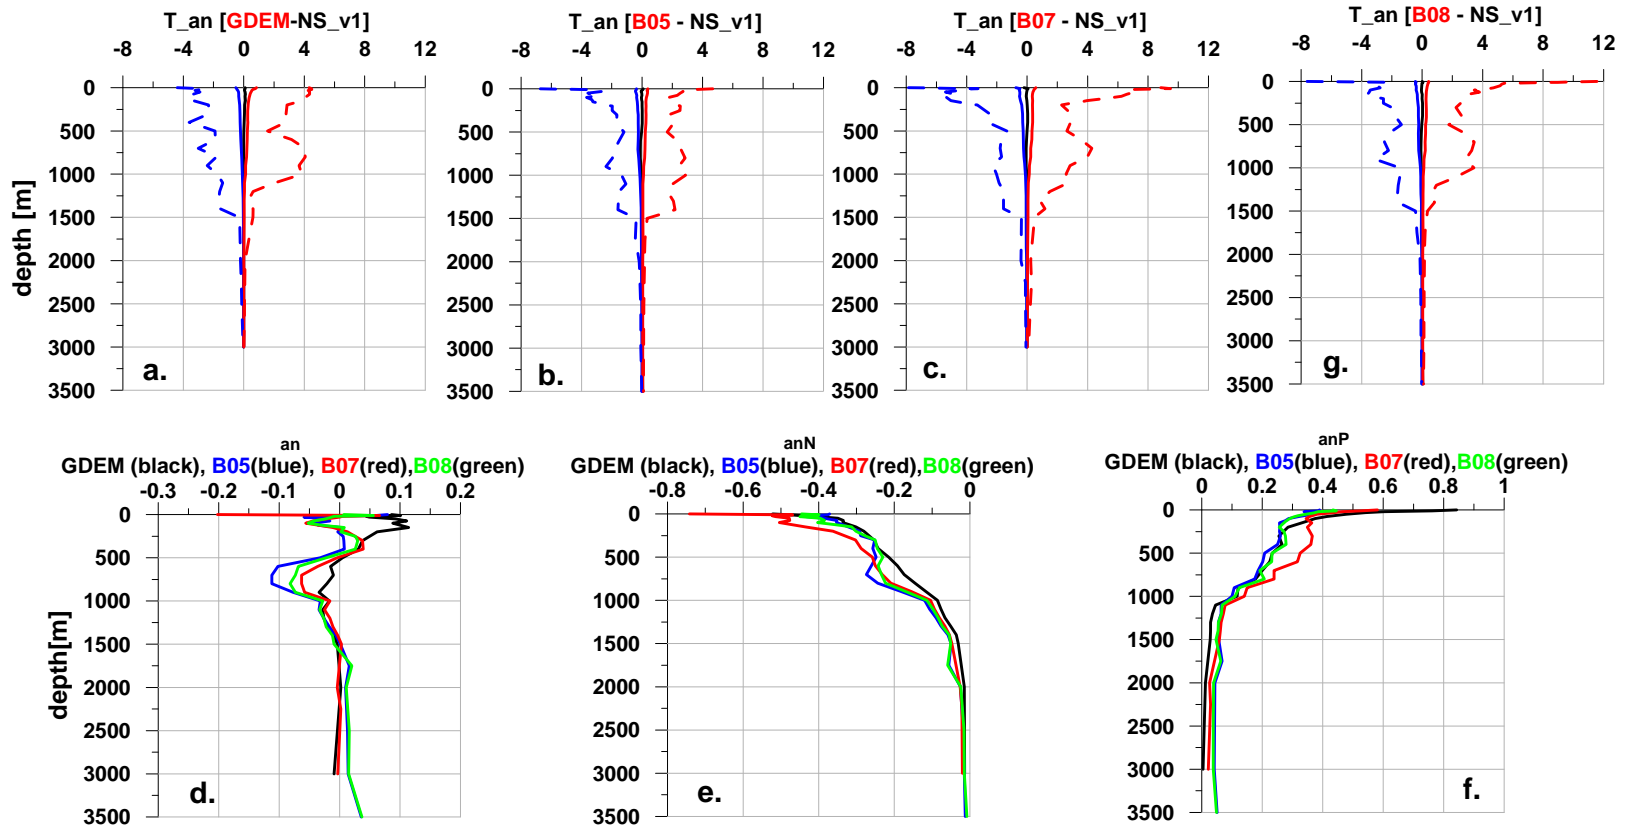 T_an [GDEM-NS_v1]
-8 -4 0 4 8 12
T_an [B05 - NS_v1]
-8 -4 0 4 8 12
T_an [B07 - NS_v1]
-8 -4 0 4 8 12
T_an [B08 - NS_v1]
-8 -4 0 4 8 12
depth [m]
0
500
1000
1500
2000
2500
3000
3500
a.
0
500
1000
1500
2000
2500
3000
3500
b.
0
500
1000
1500
2000
2500
3000
3500
c.
0
500
1000
1500
2000
2500
3000
3500
g.
an
GDEM (black), B05(blue), B07(red),B08(green)
-0.3 -0.2 -0.1 0 0.1 0.2
depth[m]
0
500
1000
1500
2000
2500
3000
3500
d.
anN
GDEM (black), B05(blue), B07(red),B08(green)
-0.8 -0.6 -0.4 -0.2 0
0
500
1000
1500
2000
2500
3000
3500
e.
anP
GDEM (black), B05(blue), B07(red),B08(green)
0 0.2 0.4 0.6 0.8 1
0
500
1000
1500
2000
2500
3000
3500
f.